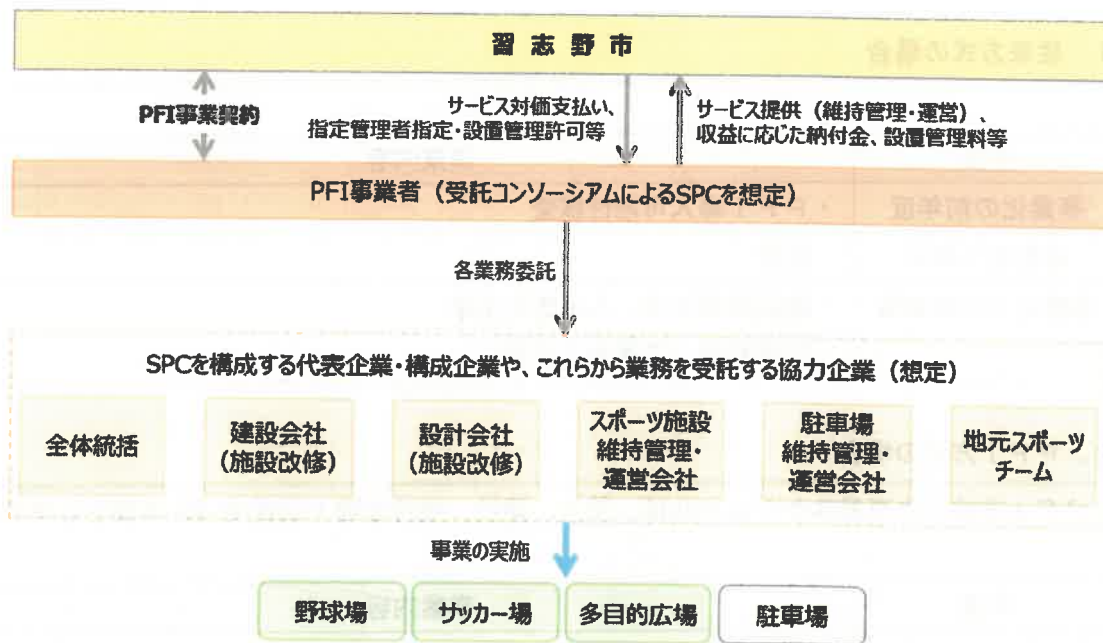 習志野市
PFI事業契約
サービス対価支払い、
指定管理者指定・設置管理許可等
サービス提供（維持管理・運営）、
収益に応じた納付金、設置管理料等
PFI事業者（受託コンソーシアムによるSPCを想定）
各業務委託
SPCを構成する代表企業・構成企業や、これらから業務を受託する協力企業（想定）
全体統括
建設会社
（施設改修）
設計会社
（施設改修）
スポーツ施設
維持管理・
運営会社
駐車場
維持管理・
運営会社
地元スポーツ
チーム
事業の実施
野球場
サッカー場
多目的広場
駐車場